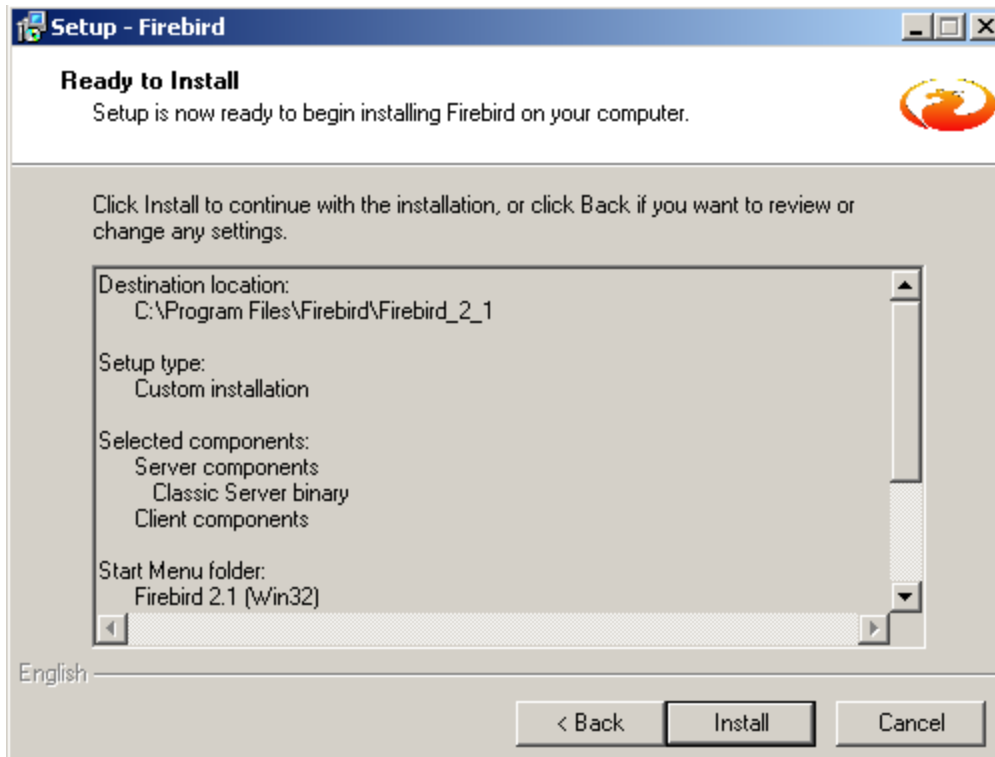 Setup - Firebird
Ready to Install
Setup is now ready to begin installing Firebird on your computer.
Click Install to continue with the installation, or click Back if you want to review or
change any settings.
Destination location:
C:\Program Files\Firebird\Firebird_2_1
Setup type:
Custom installation
Selected components:
Server components
Classic Server binary
Client components
Start Menu folder:
Firebird 2.1 (Win32)
English
< Back Install Cancel